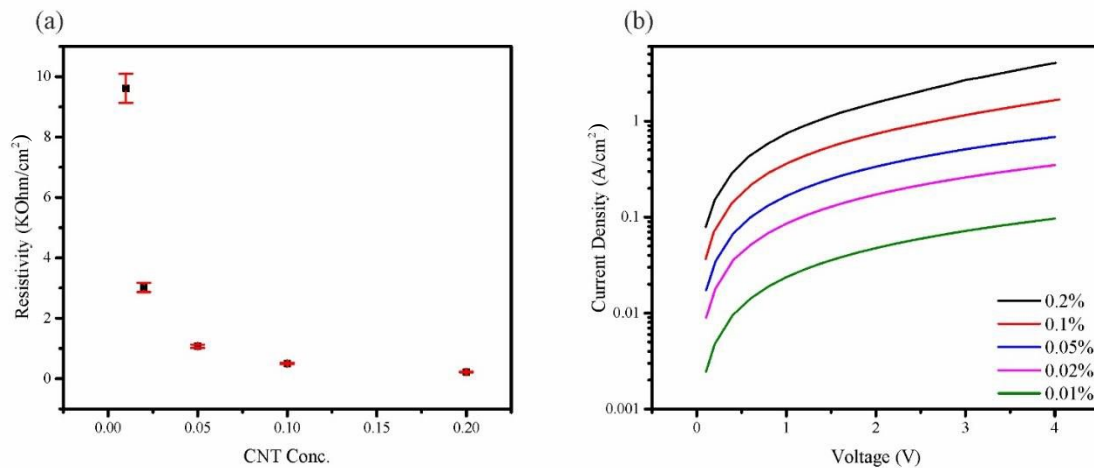 (a)
Resistivity (KOhm/cm²)
10
8
6
4
2
0
0.00 0.05 0.10 0.15 0.20
CNT Conc.
(b)
Current Density (A/cm²)
1
0.1
0.01
0.001
0 1 2 3 4
Voltage (V)
0.2%
0.1%
0.05%
0.02%
0.01%